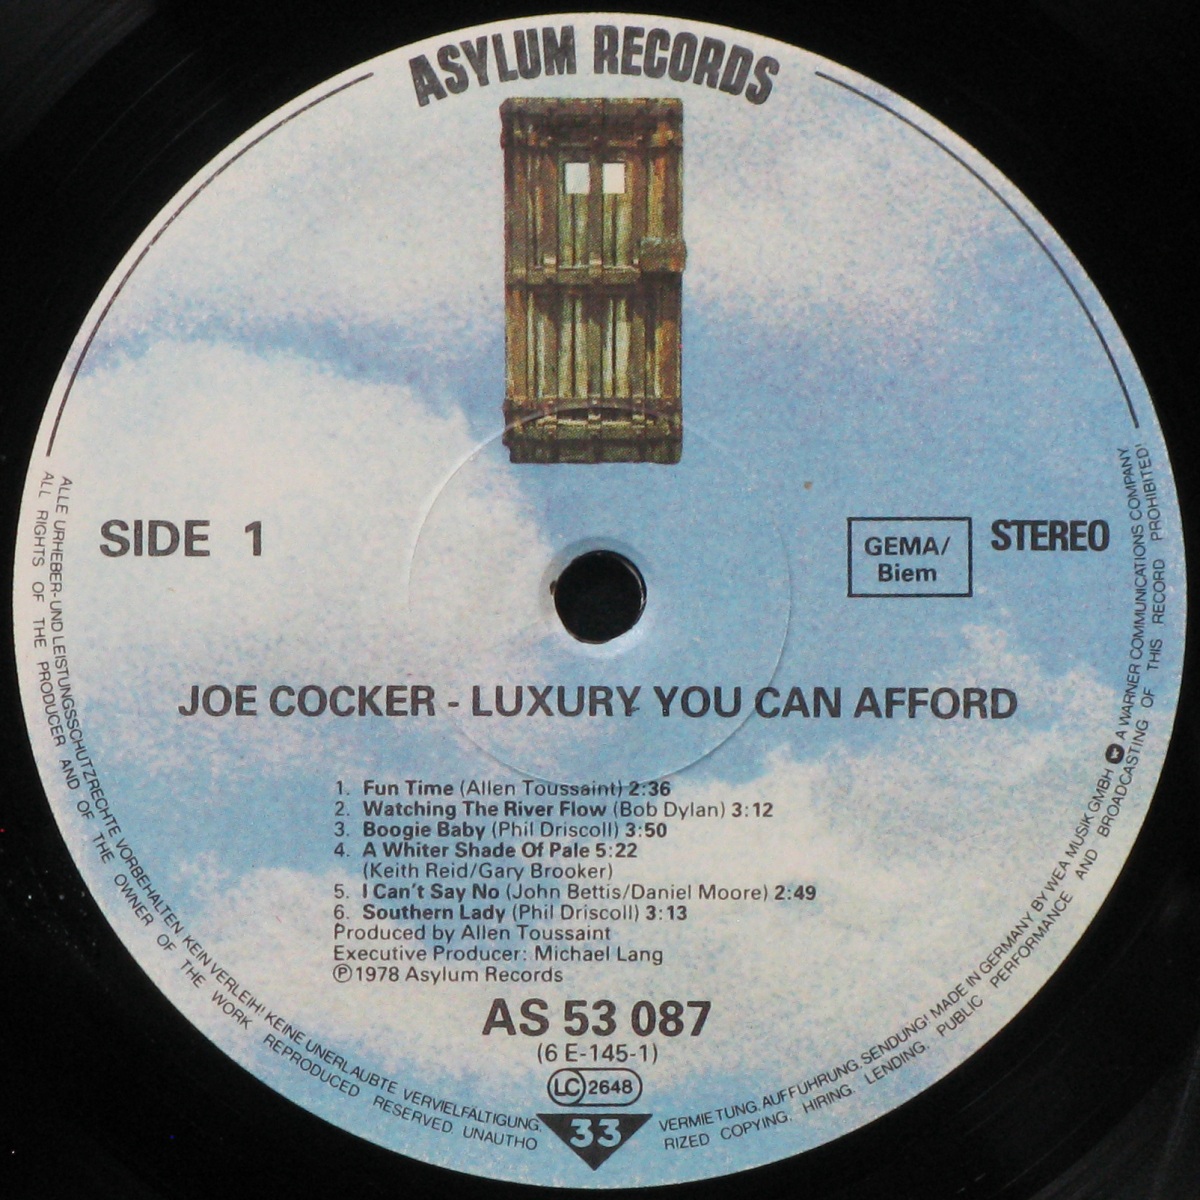 ASYLUM RECORDS
SIDE 1
GEMA/
Biem
STEREO
JOE COCKER - LUXURY YOU CAN AFFORD
1. Fun Time (Allen Toussaint) 2:36
2. Watching The River Flow (Bob Dylan) 3:12
3. Boogie Baby (Phil Driscoll) 3:50
4. A Whiter Shade Of Pale 5:22
(Keith Reid/Gary Brooker)
5. I Can't Say No (John Bettis/Daniel Moore) 2:49
6. Southern Lady (Phil Driscoll) 3:13
Produced by Allen Toussaint
Executive Producer: Michael Lang
Ⓟ1978 Asylum Records
AS 53 087
(6 E-145-1)
LC 2648
33
ALLE URHEBER- UND LEISTUNGSSCHUTZRECHTE VORBEHALTEN KEIN VERLEIH! KEINE UNERLAUBTE VERVIELFÄLTIGUNG, VERMIETUNG, AUFFÜHRUNG, SENDUNG! MADE IN GERMANY BY WEA MUSIK GMBH A WARNER COMMUNICATIONS COMPANY
ALL RIGHTS OF THE PRODUCER AND OF THE OWNER OF THE WORK REPRODUCED RESERVED UNAUTHORIZED COPYING, HIRING, LENDING, PUBLIC PERFORMANCE AND BROADCASTING OF THIS RECORD PROHIBITED!